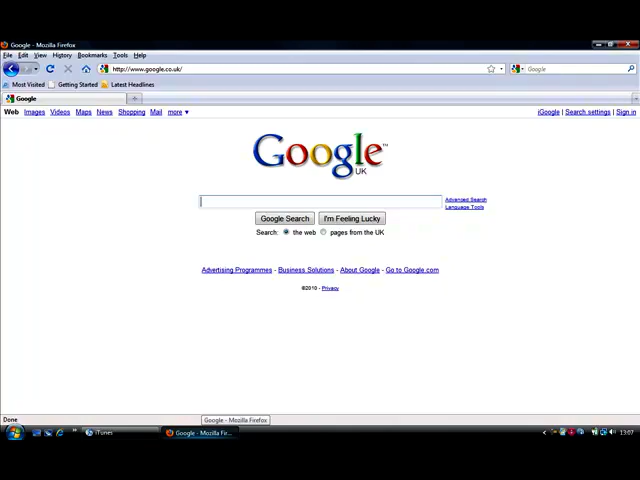 Google - Mozilla Firefox
File Edit View History Bookmarks Tools Help
http://www.google.co.uk/
Google
Most Visited Getting Started Latest Headlines
Google
Web Images Videos Maps News Shopping Mail more ▼
iGoogle | Search settings | Sign in
Google™
UK
Advanced Search
Language Tools
Google Search I'm Feeling Lucky
Search: the web pages from the UK
Advertising Programmes - Business Solutions - About Google - Go to Google.com
©2010 - Privacy
Done
Google - Mozilla Firefox
iTunes
Google - Mozilla Fir...
13:07